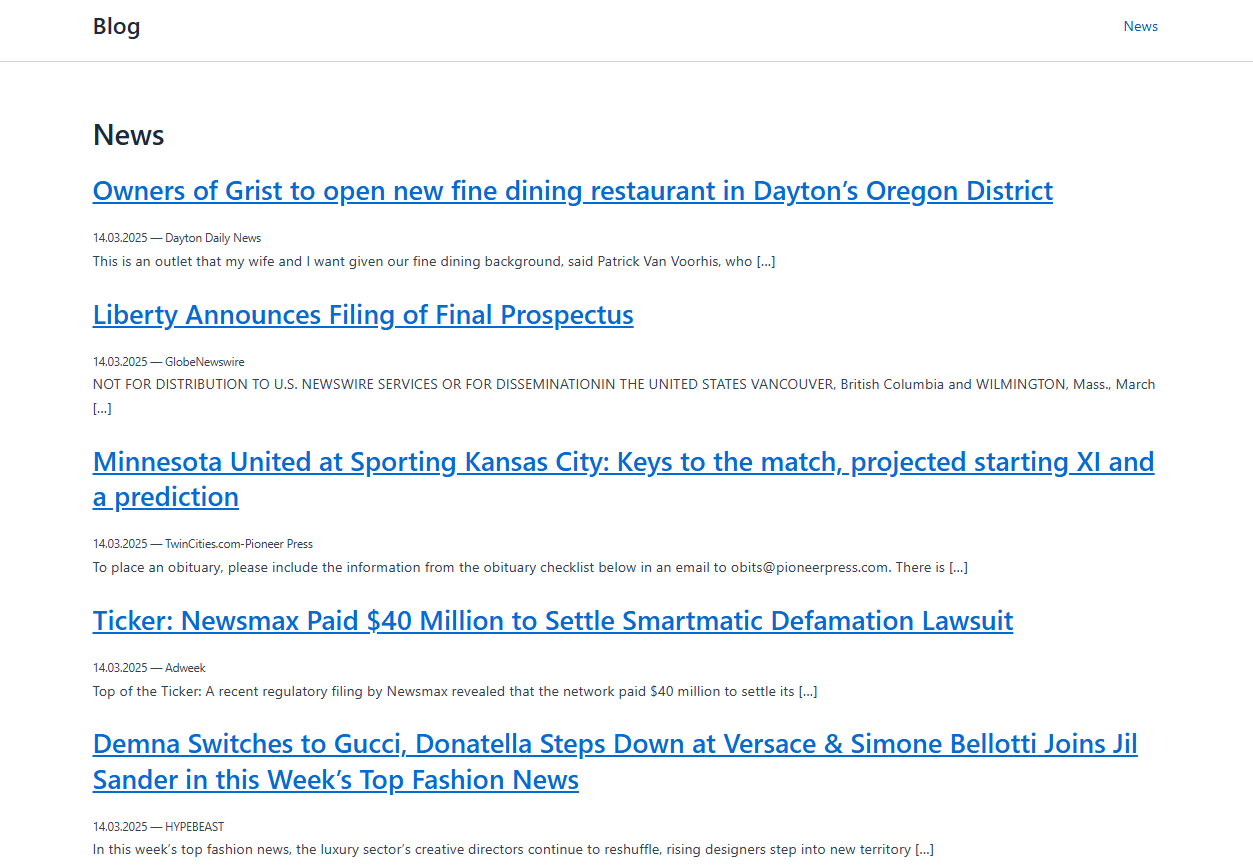 Blog
News
News
Owners of Grist to open new fine dining restaurant in Dayton’s Oregon District
14.03.2025 — Dayton Daily News
This is an outlet that my wife and I want given our fine dining background, said Patrick Van Voorhis, who [...]
Liberty Announces Filing of Final Prospectus
14.03.2025 — GlobeNewswire
NOT FOR DISTRIBUTION TO U.S. NEWSWIRE SERVICES OR FOR DISSEMINATIONIN THE UNITED STATES VANCOUVER, British Columbia and WILMINGTON, Mass., March
[...]
Minnesota United at Sporting Kansas City: Keys to the match, projected starting XI and
a prediction
14.03.2025 — TwinCities.com-Pioneer Press
To place an obituary, please include the information from the obituary checklist below in an email to obits@pioneerpress.com. There is [...]
Ticker: Newsmax Paid $40 Million to Settle Smartmatic Defamation Lawsuit
14.03.2025 — Adweek
Top of the Ticker: A recent regulatory filing by Newsmax revealed that the network paid $40 million to settle its [...]
Demna Switches to Gucci, Donatella Steps Down at Versace & Simone Bellotti Joins Jil
Sander in this Week’s Top Fashion News
14.03.2025 — HYPEBEAST
In this week’s top fashion news, the luxury sector’s creative directors continue to reshuffle, rising designers step into new territory [...]